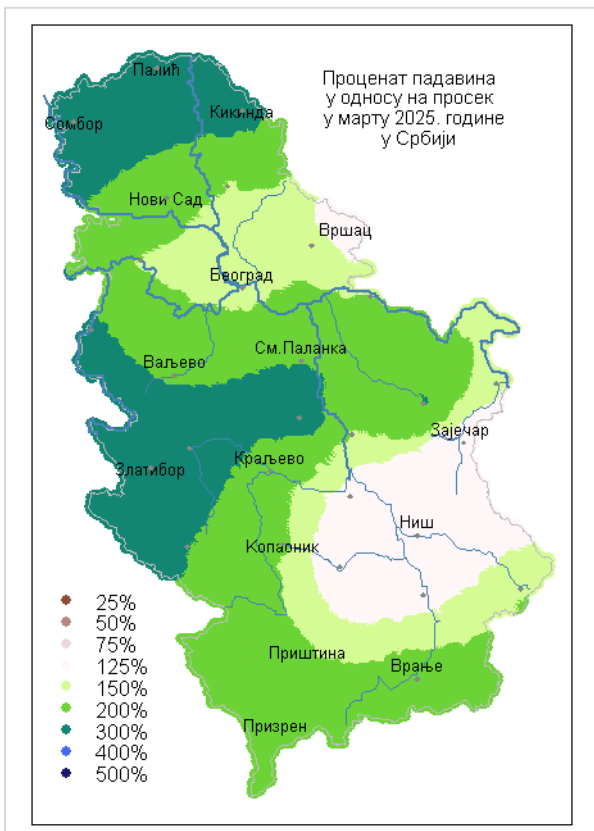 Проценат падавина
у односу на просек
у марту 2025. године
у Србији
Палић
Кикинда
Сомбор
Нови Сад
Вршац
Београд
См.Паланка
Ваљево
Зајечар
Краљево
Златибор
Ниш
Копаоник
Приштина
Врање
Призрен
25%
50%
75%
125%
150%
200%
300%
400%
500%